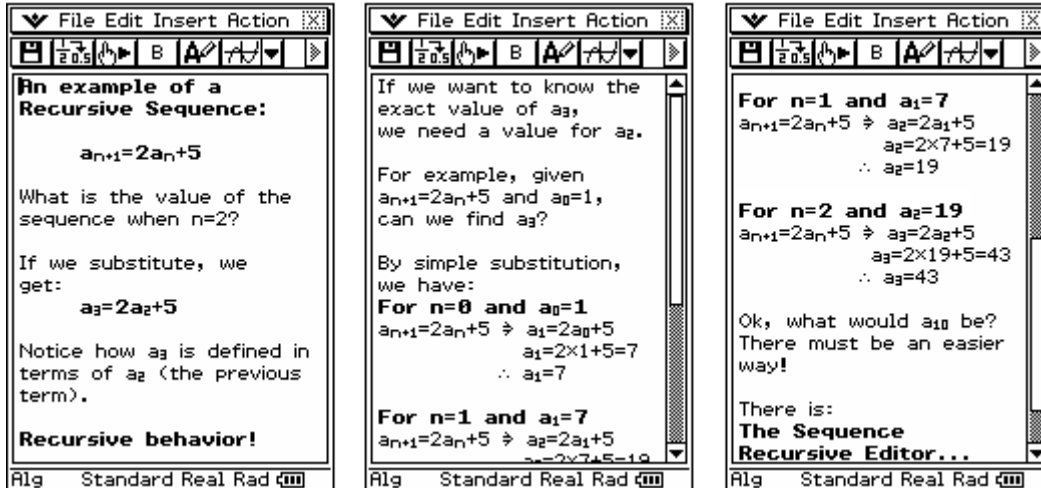 File Edit Insert Action
B
An example of a
Recursive Sequence:
aₙ₊₁=2aₙ+5
What is the value of the
sequence when n=2?
If we substitute, we
get:
a₃=2a₂+5
Notice how a₃ is defined in
terms of a₂ (the previous
term).
Recursive behavior!
Alg Standard Real Rad
File Edit Insert Action
B
If we want to know the
exact value of a₃,
we need a value for a₂.
For example, given
aₙ₊₁=2aₙ+5 and a₀=1,
can we find a₃?
By simple substitution,
we have:
For n=0 and a₀=1
aₙ₊₁=2aₙ+5 ⇒ a₁=2a₀+5
a₁=2×1+5=7
∴ a₁=7
For n=1 and a₁=7
aₙ₊₁=2aₙ+5 ⇒ a₂=2a₁+5
Alg Standard Real Rad
File Edit Insert Action
B
For n=1 and a₁=7
aₙ₊₁=2aₙ+5 ⇒ a₂=2a₁+5
a₂=2×7+5=19
∴ a₂=19
For n=2 and a₂=19
aₙ₊₁=2aₙ+5 ⇒ a₃=2a₂+5
a₃=2×19+5=43
∴ a₃=43
Ok, what would a₁₀ be?
There must be an easier
way!
There is:
The Sequence
Recursive Editor...
Alg Standard Real Rad